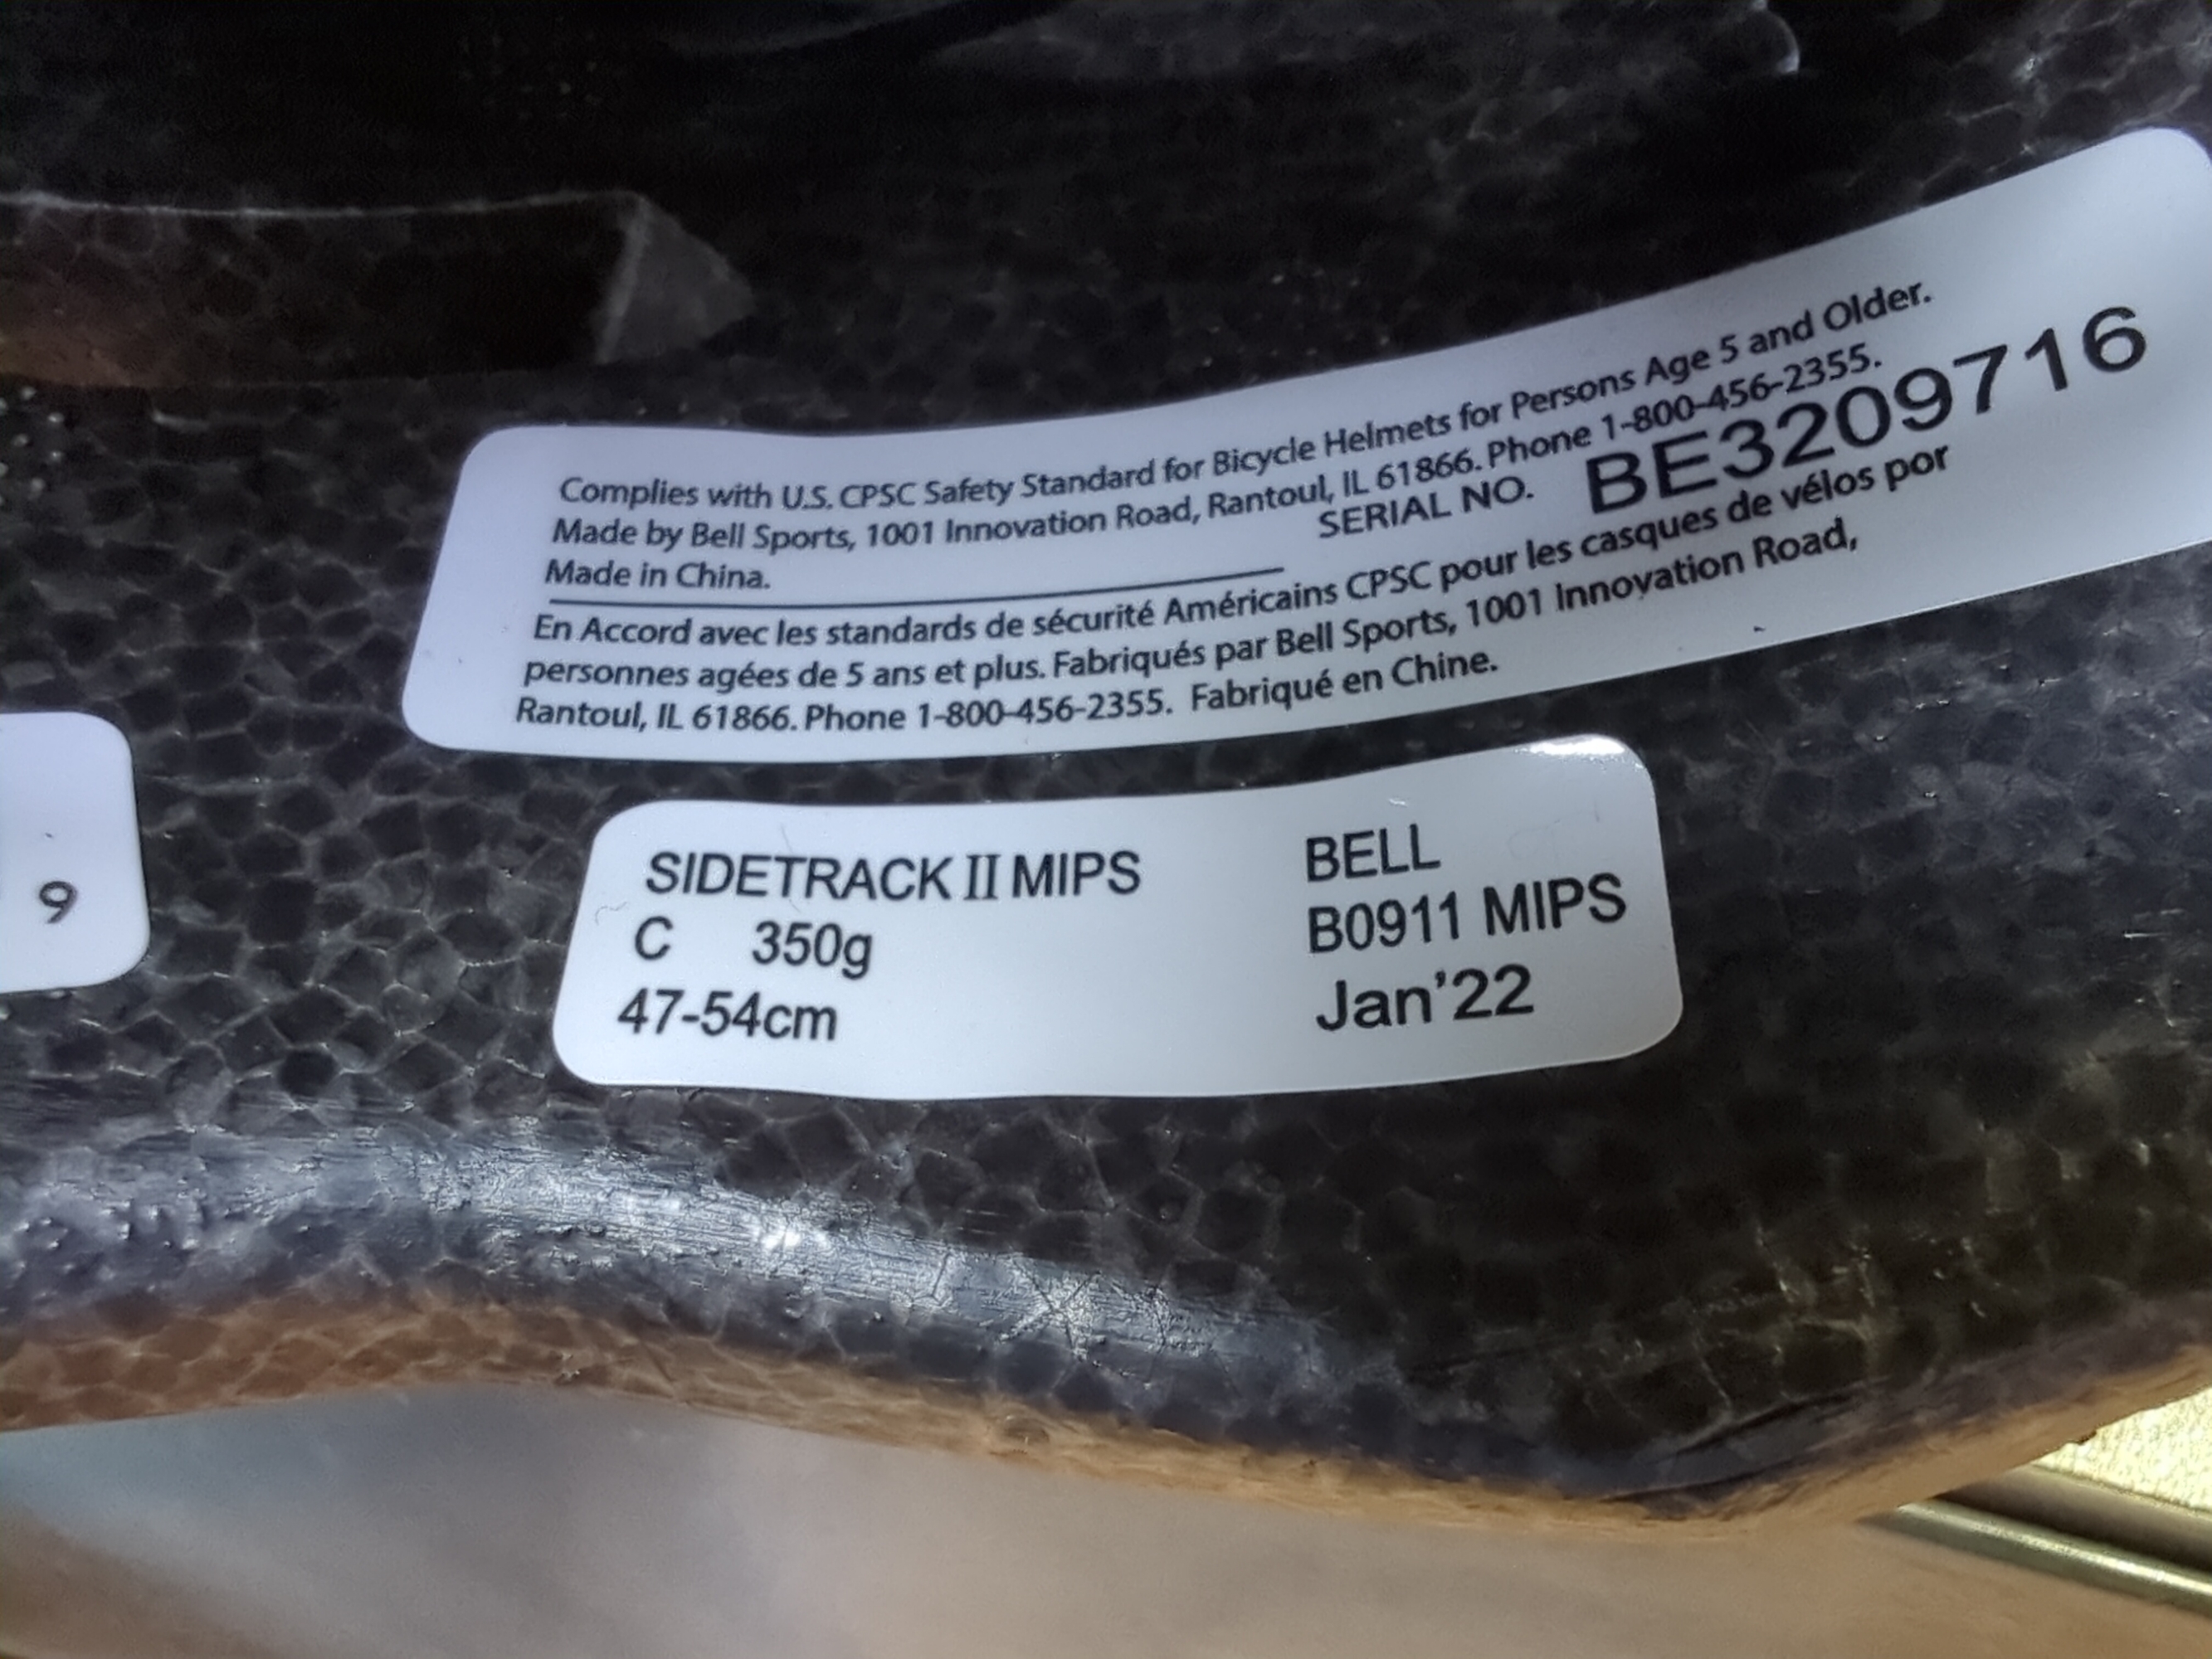 Complies with U.S. CPSC Safety Standard for Bicycle Helmets for Persons Age 5 and Older.
Made by Bell Sports, 1001 Innovation Road, Rantoul, IL 61866. Phone 1-800-456-2355.
Made in China.
SERIAL NO. BE3209716
En Accord avec les standards de sécurité Américains CPSC pour les casques de vélos por
personnes agées de 5 ans et plus. Fabriqués par Bell Sports, 1001 Innovation Road,
Rantoul, IL 61866. Phone 1-800-456-2355. Fabriqué en Chine.
9
SIDETRACK II MIPS
C 350g
47-54cm
BELL
B0911 MIPS
Jan'22